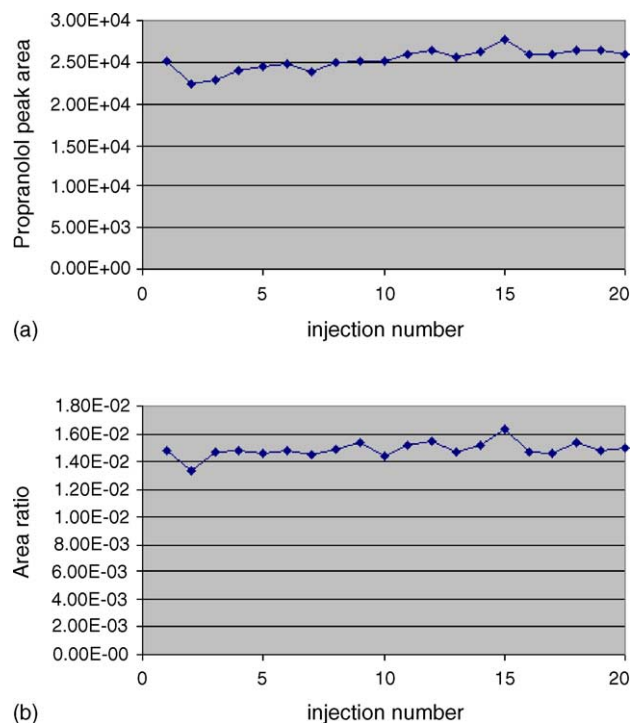 3.00E+04
2.50E+04
2.00E+04
1.50E+04
1.00E+04
5.00E+03
0.00E+00
Propranolol peak area
0 5 10 15 20
injection number
(a)
1.80E-02
1.60E-02
1.40E-02
1.20E-02
1.00E-02
8.00E-03
6.00E-03
4.00E-03
2.00E-03
0.00E-00
Area ratio
0 5 10 15 20
injection number
(b)